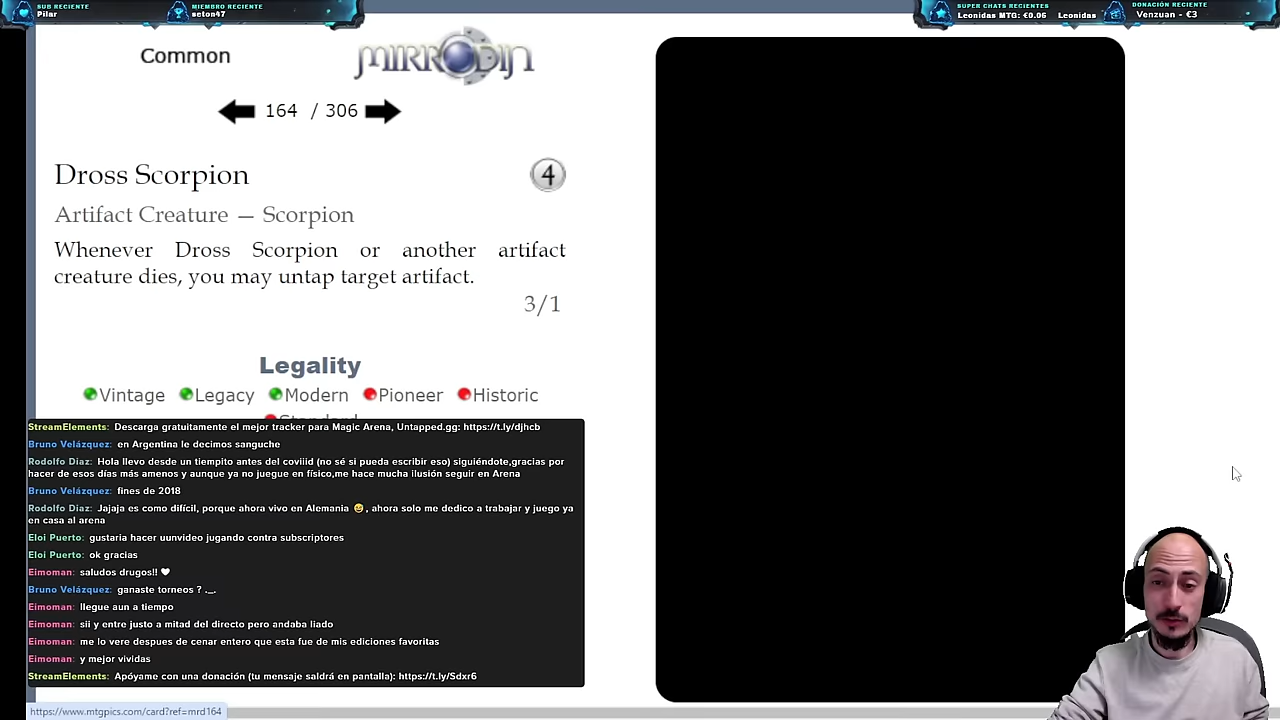 SUB RECIENTE
Pilar
MIEMBRO RECIENTE
seton47
SUPER CHATS RECIENTES
Leonidas MTG: €0.06 Leonidas
DONACIÓN RECIENTE
Venzuan - €3
Common
MIRRODIN
164 / 306
Dross Scorpion
4
Artifact Creature — Scorpion
Whenever Dross Scorpion or another artifact
creature dies, you may untap target artifact.
3/1
Legality
Vintage Legacy Modern Pioneer Historic
Standard
StreamElements: Descarga gratuitamente el mejor tracker para Magic Arena, Untapped.gg: https://t.ly/djhcb
Bruno Velázquez: en Argentina le decimos sanguche
Rodolfo Diaz: Hola llevo desde un tiempito antes del coviiid (no sé si pueda escribir eso) siguiéndote,gracias por
hacer de esos días más amenos y aunque ya no juegue en físico,me hace mucha ilusión seguir en Arena
Bruno Velázquez: fines de 2018
Rodolfo Diaz: Jajaja es como difícil, porque ahora vivo en Alemania 😅, ahora solo me dedico a trabajar y juego ya
en casa al arena
Eloi Puerto: gustaria hacer uunvideo jugando contra subscriptores
Eloi Puerto: ok gracias
Eimoman: saludos drugos!! ❤
Bruno Velázquez: ganaste torneos ? ._.
Eimoman: llegue aun a tiempo
Eimoman: sii y entre justo a mitad del directo pero andaba liado
Eimoman: me lo vere despues de cenar entero que esta fue de mis ediciones favoritas
Eimoman: y mejor vividas
StreamElements: Apóyame con una donación (tu mensaje saldrá en pantalla): https://t.ly/Sdxr6
https://www.mtgpics.com/card?ref=mrd164